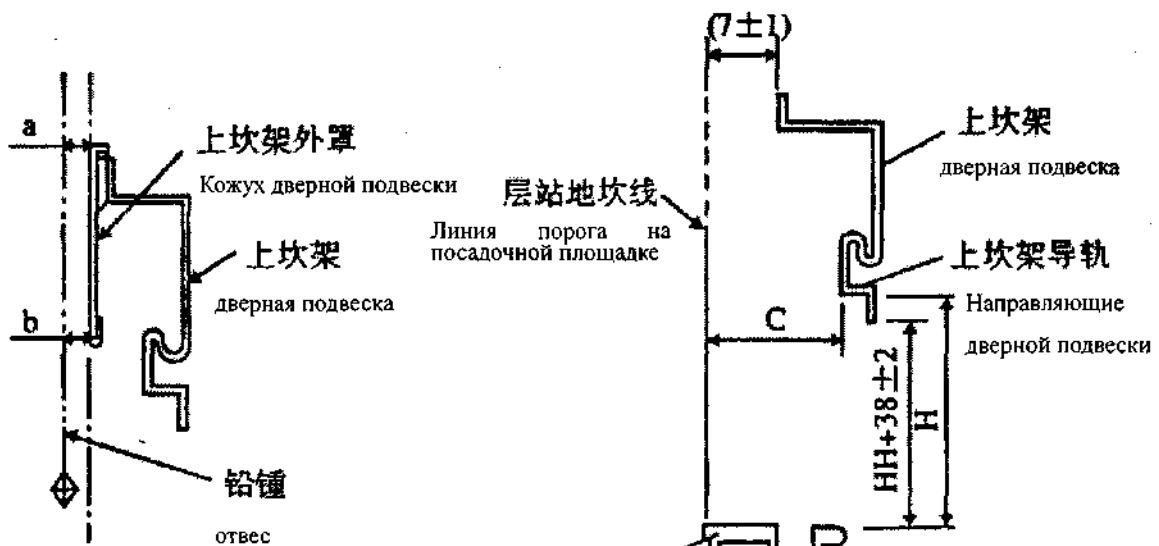 a
上坎架外罩
Кожух дверной подвески
上坎架
дверная подвеска
b
铅锤
отвес
(7±1)
上坎架
дверная подвеска
层站地坎线
Линия порога на
посадочной площадке
上坎架导轨
Направляющие
дверной подвески
C
HH+38±2
H